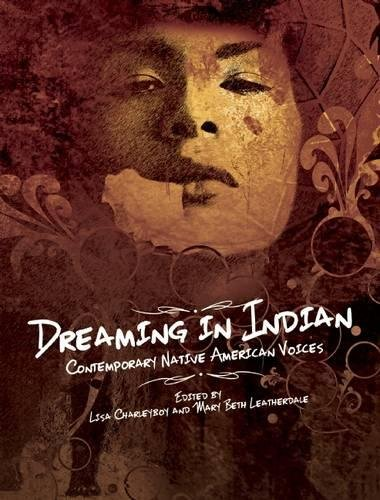 DREAMING IN INDIAN
CONTEMPORARY NATIVE AMERICAN VOICES
EDITED BY
LISA CHARLEYBOY AND MARY BETH LEATHERDALE